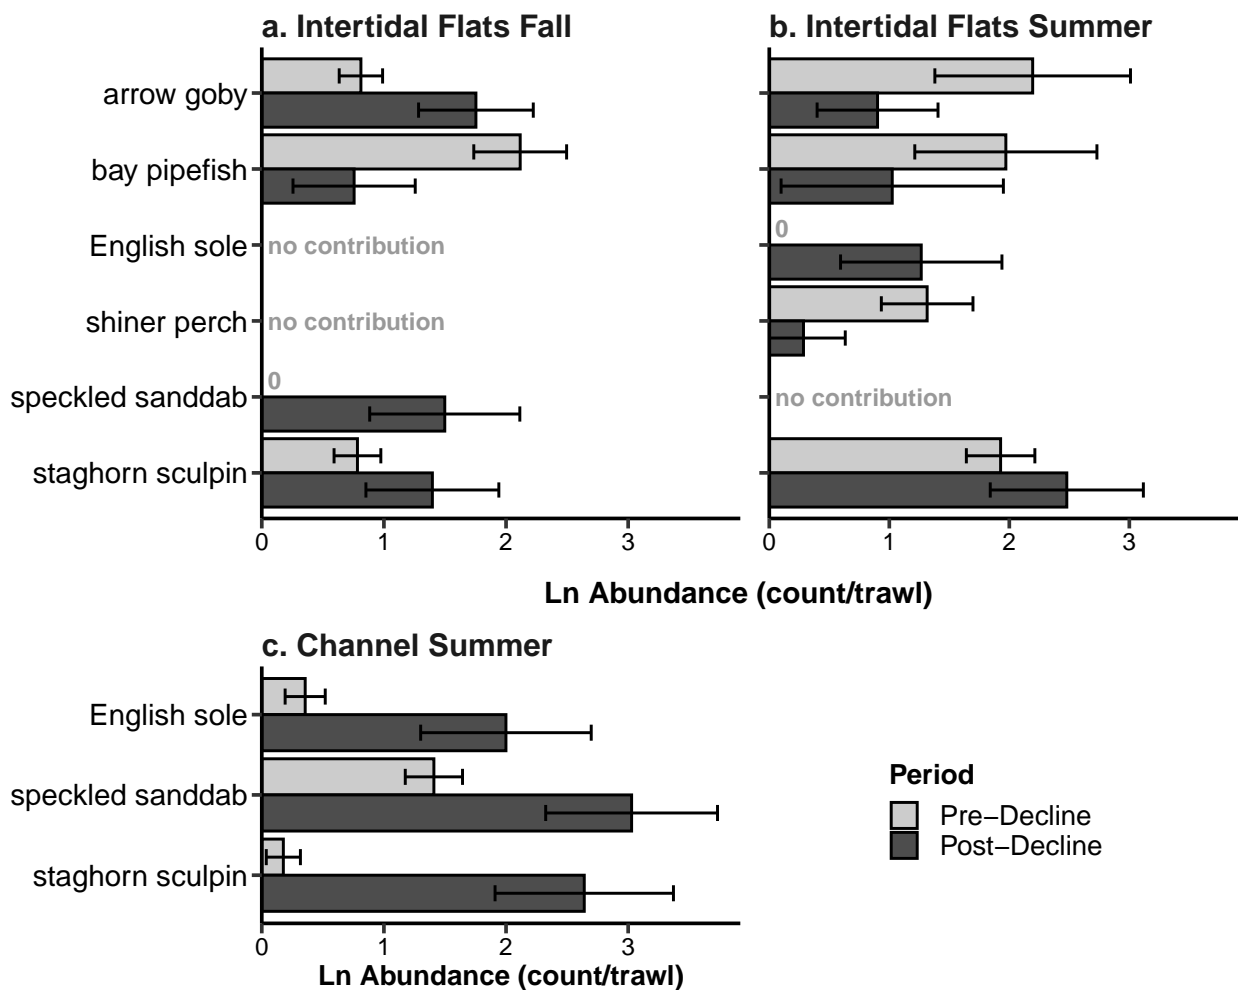 a. Intertidal Flats Fall
b. Intertidal Flats Summer
arrow goby
bay pipefish
English sole
no contribution
0
shiner perch
no contribution
0
speckled sanddab
no contribution
staghorn sculpin
0 1 2 3
0 1 2 3
Ln Abundance (count/trawl)
c. Channel Summer
English sole
speckled sanddab
staghorn sculpin
0 1 2 3
Ln Abundance (count/trawl)
Period
Pre−Decline
Post−Decline